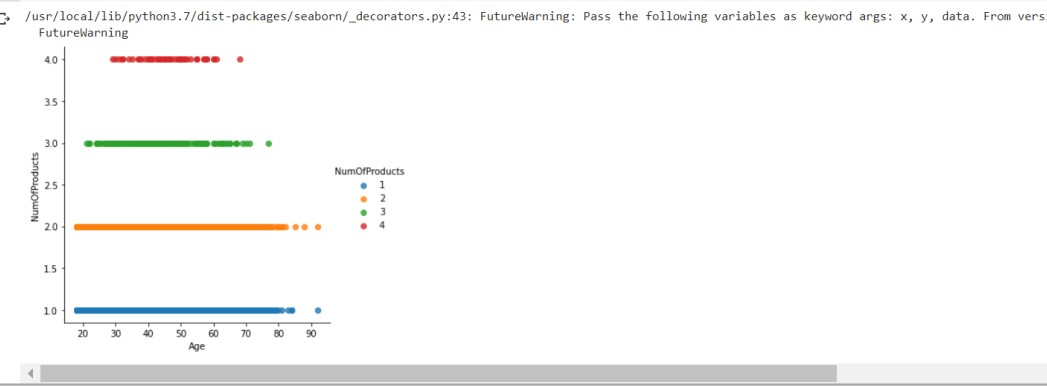 /usr/local/lib/python3.7/dist-packages/seaborn/_decorators.py:43: FutureWarning: Pass the following variables as keyword args: x, y, data. From vers
FutureWarning
4.0
3.5
3.0
2.5
2.0
1.5
1.0
NumOfProducts
20 30 40 50 60 70 80 90
Age
NumOfProducts
1
2
3
4